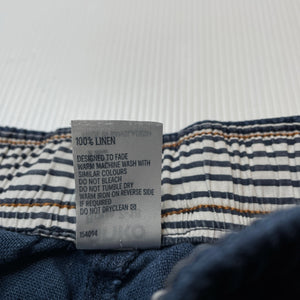 100% LINEN
DESIGNED TO FADE
WARM MACHINE WASH WITH
SIMILAR COLOURS
DO NOT BLEACH
DO NOT TUMBLE DRY
WARM IRON ON REVERSE SIDE
IF REQUIRED
DO NOT DRYCLEAN
154094